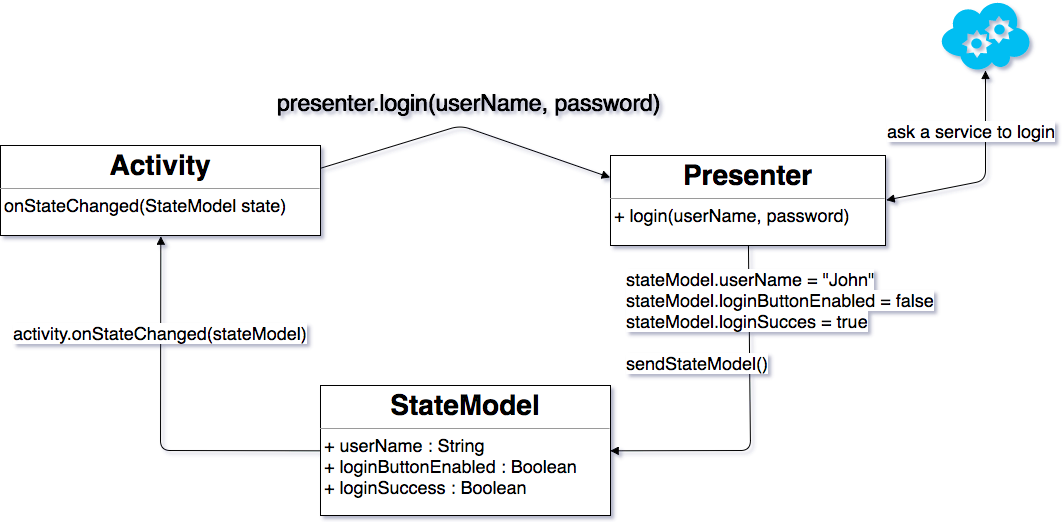 presenter.login(userName, password)
ask a service to login
Activity
onStateChanged(StateModel state)
Presenter
+ login(userName, password)
stateModel.userName = "John"
stateModel.loginButtonEnabled = false
stateModel.loginSucces = true
sendStateModel()
activity.onStateChanged(stateModel)
StateModel
+ userName : String
+ loginButtonEnabled : Boolean
+ loginSuccess : Boolean